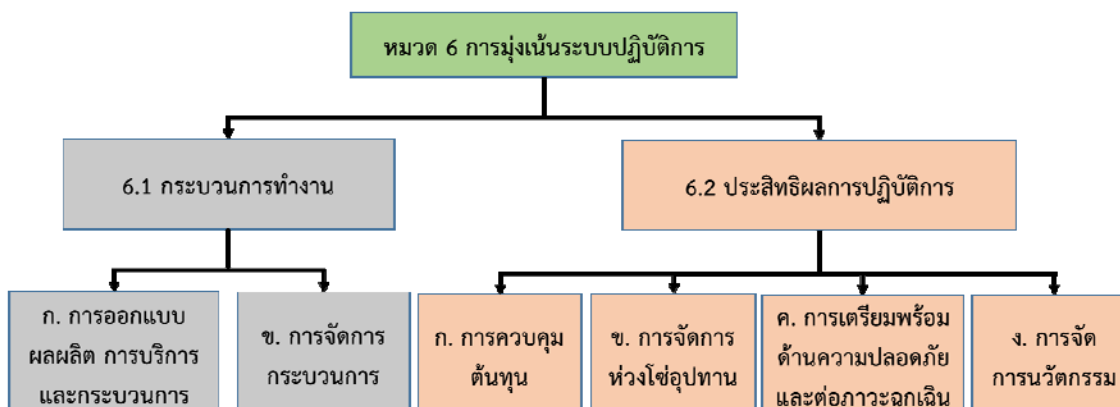 หมวด 6 การมุ่งเน้นระบบปฏิบัติการ
6.1 กระบวนการทำงาน
6.2 ประสิทธิผลการปฏิบัติการ
ก. การออกแบบ
ผลผลิต การบริการ
และกระบวนการ
ข. การจัดการ
กระบวนการ
ก. การควบคุม
ต้นทุน
ข. การจัดการ
ห่วงโซ่อุปทาน
ค. การเตรียมพร้อม
ด้านความปลอดภัย
และต่อภาวะฉุกเฉิน
ง. การจัด
การนวัตกรรม